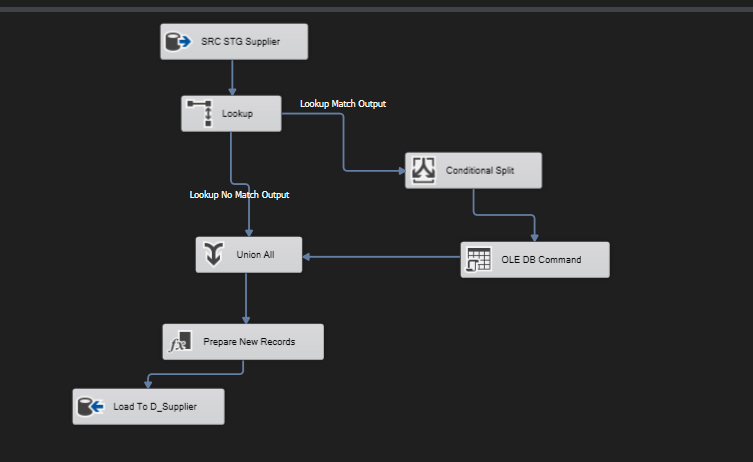 SRC STG Supplier
Lookup Match Output
Lookup
Conditional Split
Lookup No Match Output
Union All
OLE DB Command
fx
Prepare New Records
Load To D_Supplier